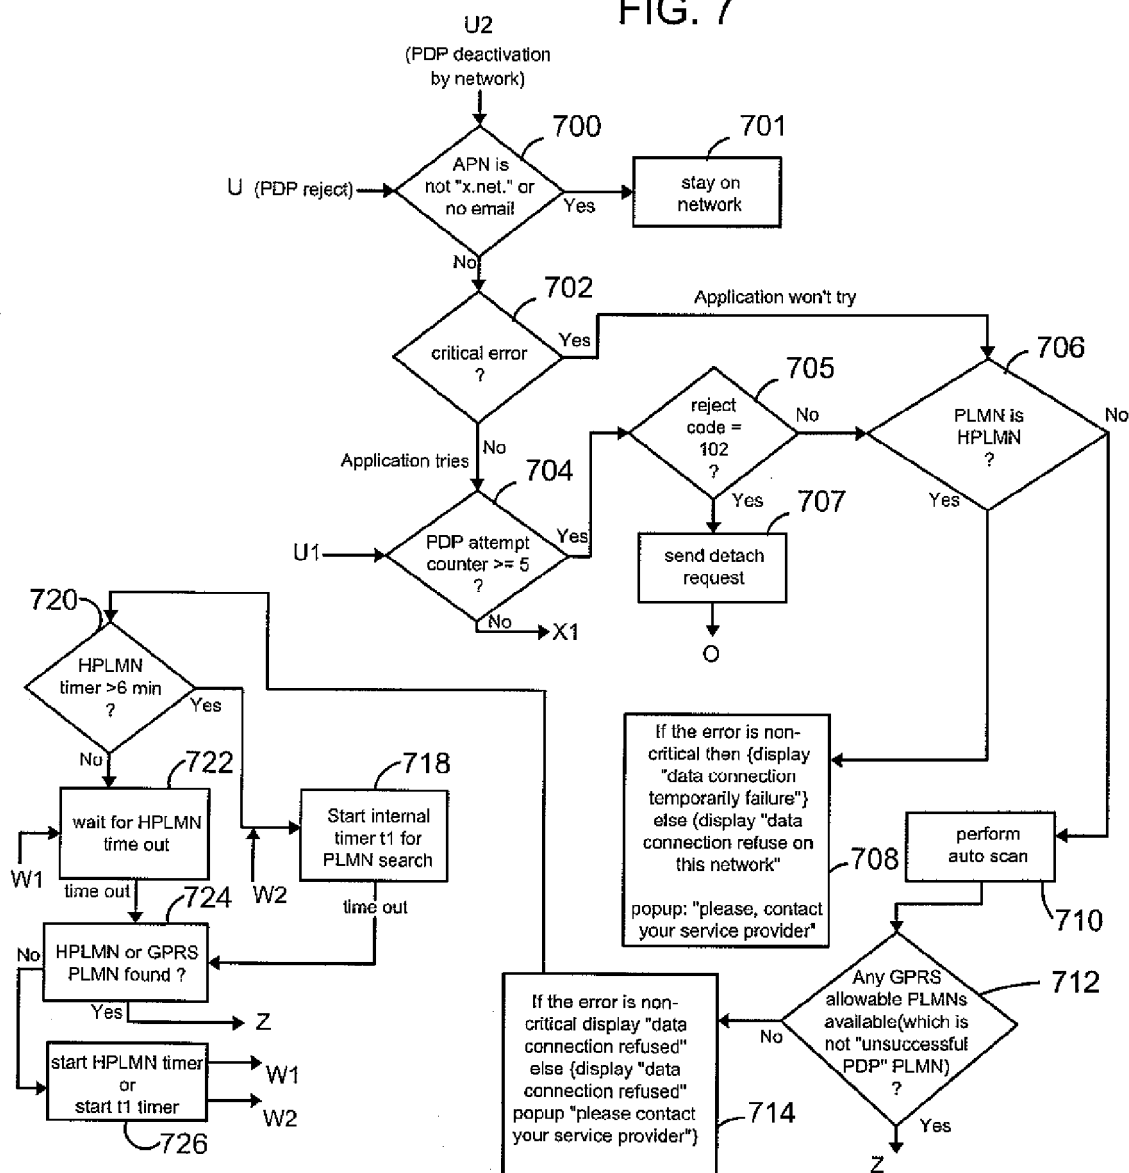 FIG. 7
U2
(PDP deactivation
by network)
700
701
APN is
not "x.net." or
no email
U (PDP reject)
Yes
stay on
network
No
702
Application won't try
critical error
?
Yes
706
705
reject
code =
102
?
No
PLMN is
HPLMN
?
No
No
Application tries
704
Yes
Yes
707
U1
PDP attempt
counter >= 5
?
Yes
send detach
request
No
X1
O
720
HPLMN
timer >6 min
?
Yes
No
722
718
wait for HPLMN
time out
Start internal
timer t1 for
PLMN search
W1
time out
W2
time out
If the error is non-
critical then {display
"data connection
temporarily failure"}
else (display "data
connection refuse on
this network"
popup: "please, contact
your service provider"
708
perform
auto scan
710
724
No
HPLMN or GPRS
PLMN found ?
Yes
Z
start HPLMN timer
or
start t1 timer
W1
W2
726
If the error is non-
critical display "data
connection refused"
else {display "data
connection refused"
popup "please contact
your service provider"}
714
712
Any GPRS
allowable PLMNs
available(which is
not "unsuccessful
PDP" PLMN)
?
No
Yes
Z